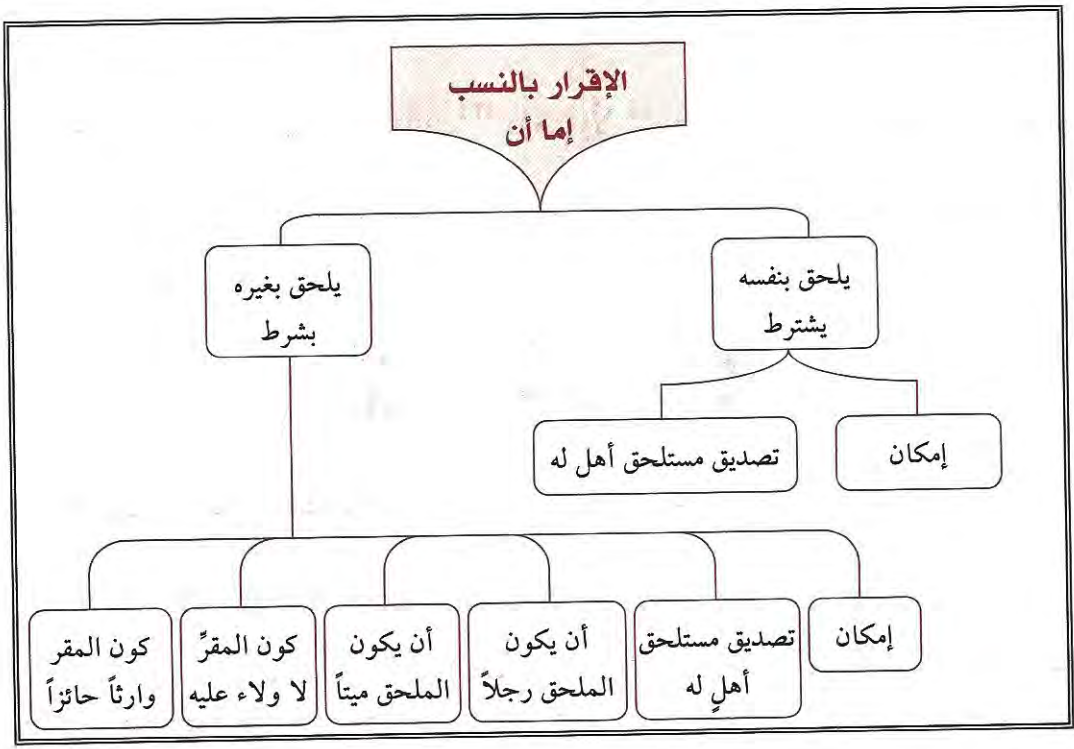 الإقرار بالنسب
إما أن
يلحق بنفسه
يشترط
يلحق بغيره
بشرط
إمكان
تصديق مستلحق أهل له
إمكان
تصديق مستلحق
أهلٍ له
أن يكون
الملحق رجلاً
أن يكون
الملحق ميتاً
كون المقرِّ
لا ولاء عليه
كون المقر
وارثاً حائزاً